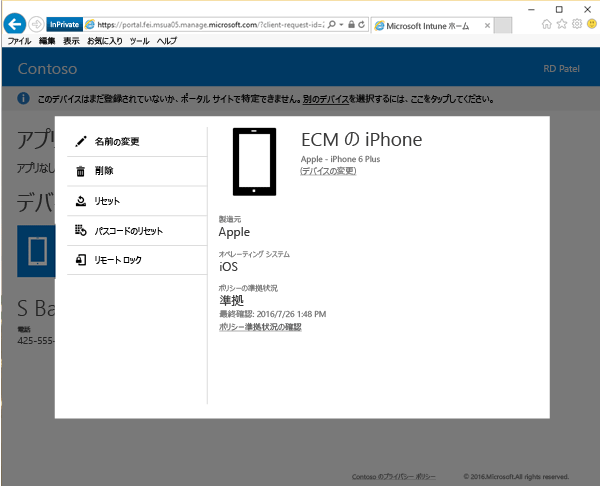 InPrivate
https://portal.fei.msua05.manage.microsoft.com/?client-request-id=
Microsoft Intune ホーム
ファイル 編集 表示 お気に入り ツール ヘルプ
Contoso
RD Patel
このデバイスはまだ登録されていないか、ポータル サイトで特定できません。別のデバイスを選択するには、ここをタップしてください。
アプリ
アプリなし
デバ
S Ba
電話
425-555-
名前の変更
削除
リセット
パスコードのリセット
リモート ロック
ECM の iPhone
Apple - iPhone 6 Plus
(デバイスの変更)
製造元
Apple
オペレーティング システム
iOS
ポリシーの準拠状況
準拠
最終確認: 2016/7/26 1:48 PM
ポリシー準拠状況の確認
Contoso のプライバシー ポリシー
© 2016.Microsoft.All rights reserved.